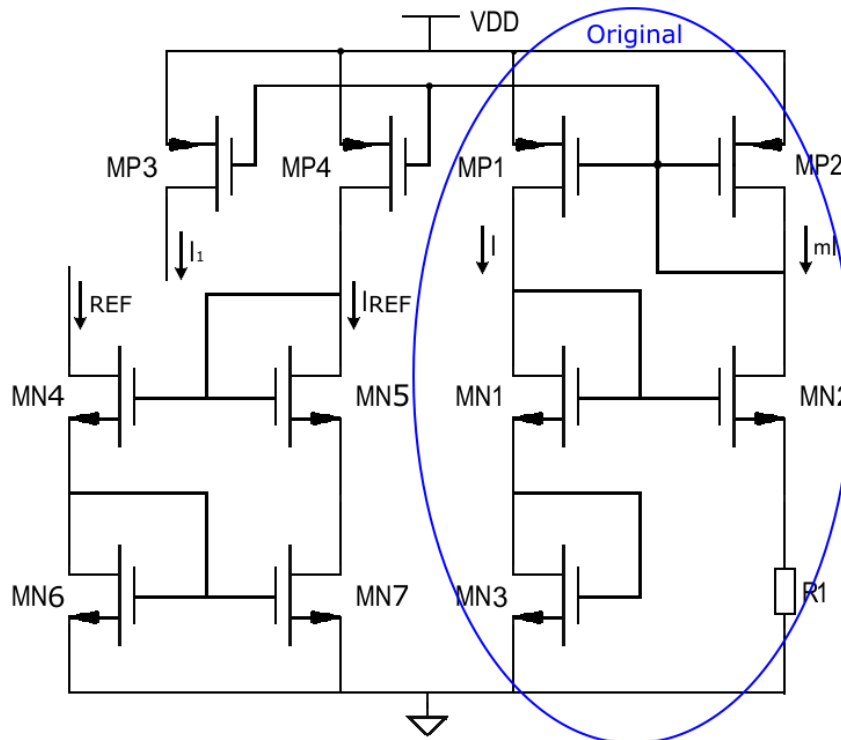 VDD
Original
MP3
MP4
MP1
MP2
I1
I
mI
REF
IREF
MN4
MN5
MN1
MN2
MN6
MN7
MN3
R1